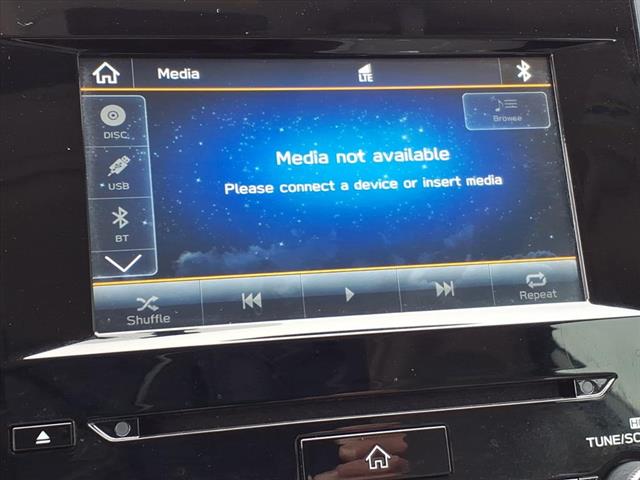 Media
LTE
DISC
Browse
Media not available
USB
Please connect a device or insert media
BT
Shuffle
Repeat
TUNE/SC